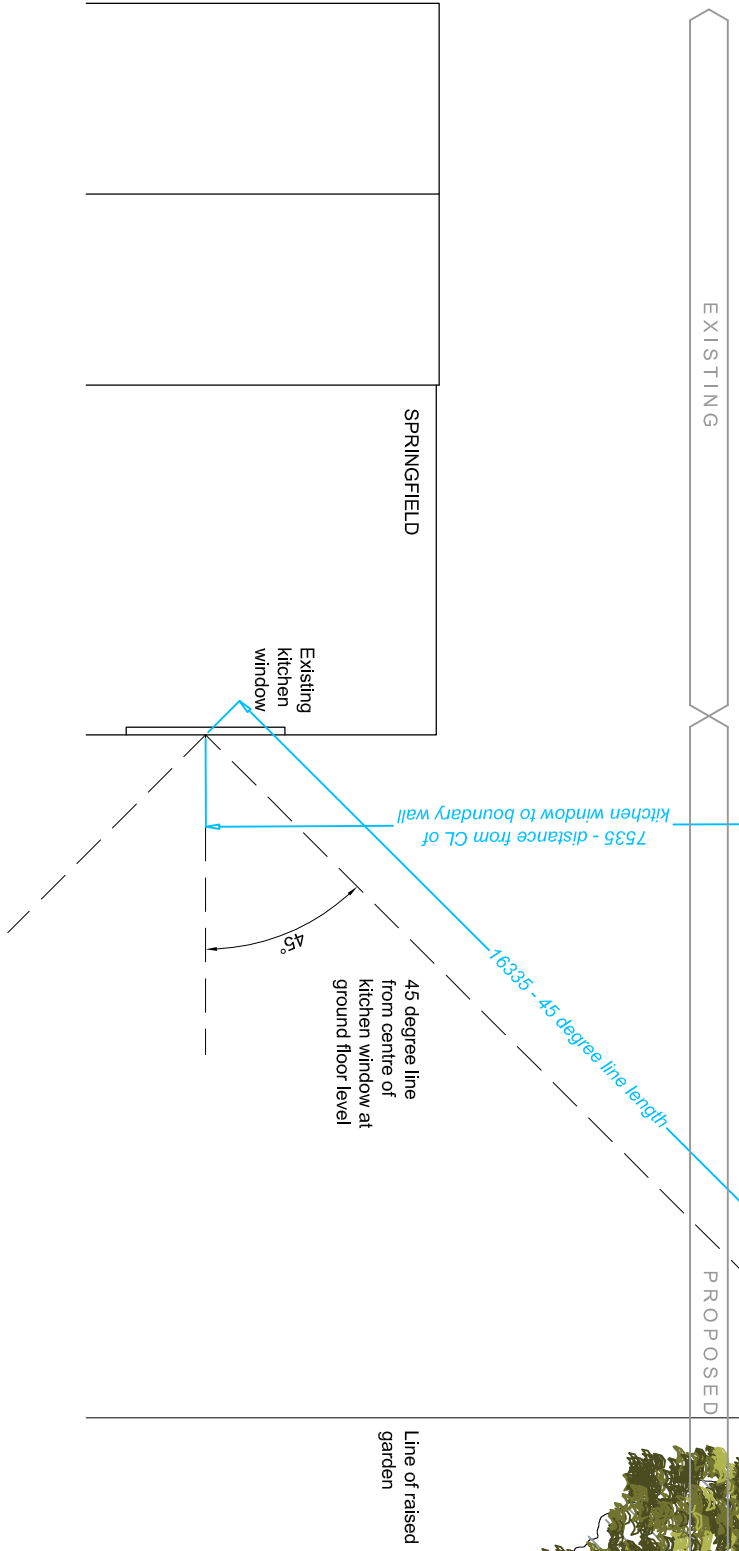 EXISTING
SPRINGFIELD
Existing
kitchen
window
7535 - distance from CL of
kitchen window to boundary wall
45°
16335 - 45 degree line length
45 degree line
from centre of
kitchen window at
ground floor level
PROPOSED
Line of raised
garden